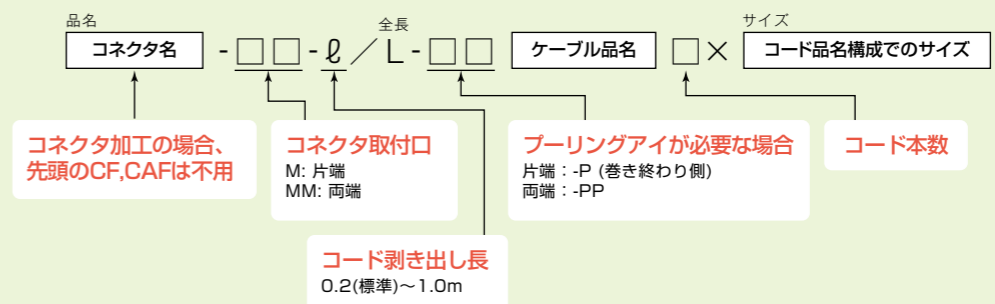 品名
全長
サイズ
コネクタ名 -□□-ℓ/L-□□ ケーブル品名 □× コード品名構成でのサイズ
コネクタ加工の場合、
先頭のCF,CAFは不用
コネクタ取付口
M: 片端
MM: 両端
プーリングアイが必要な場合
片端：-P (巻き終わり側)
両端：-PP
コード本数
コード剥き出し長
0.2(標準)～1.0m